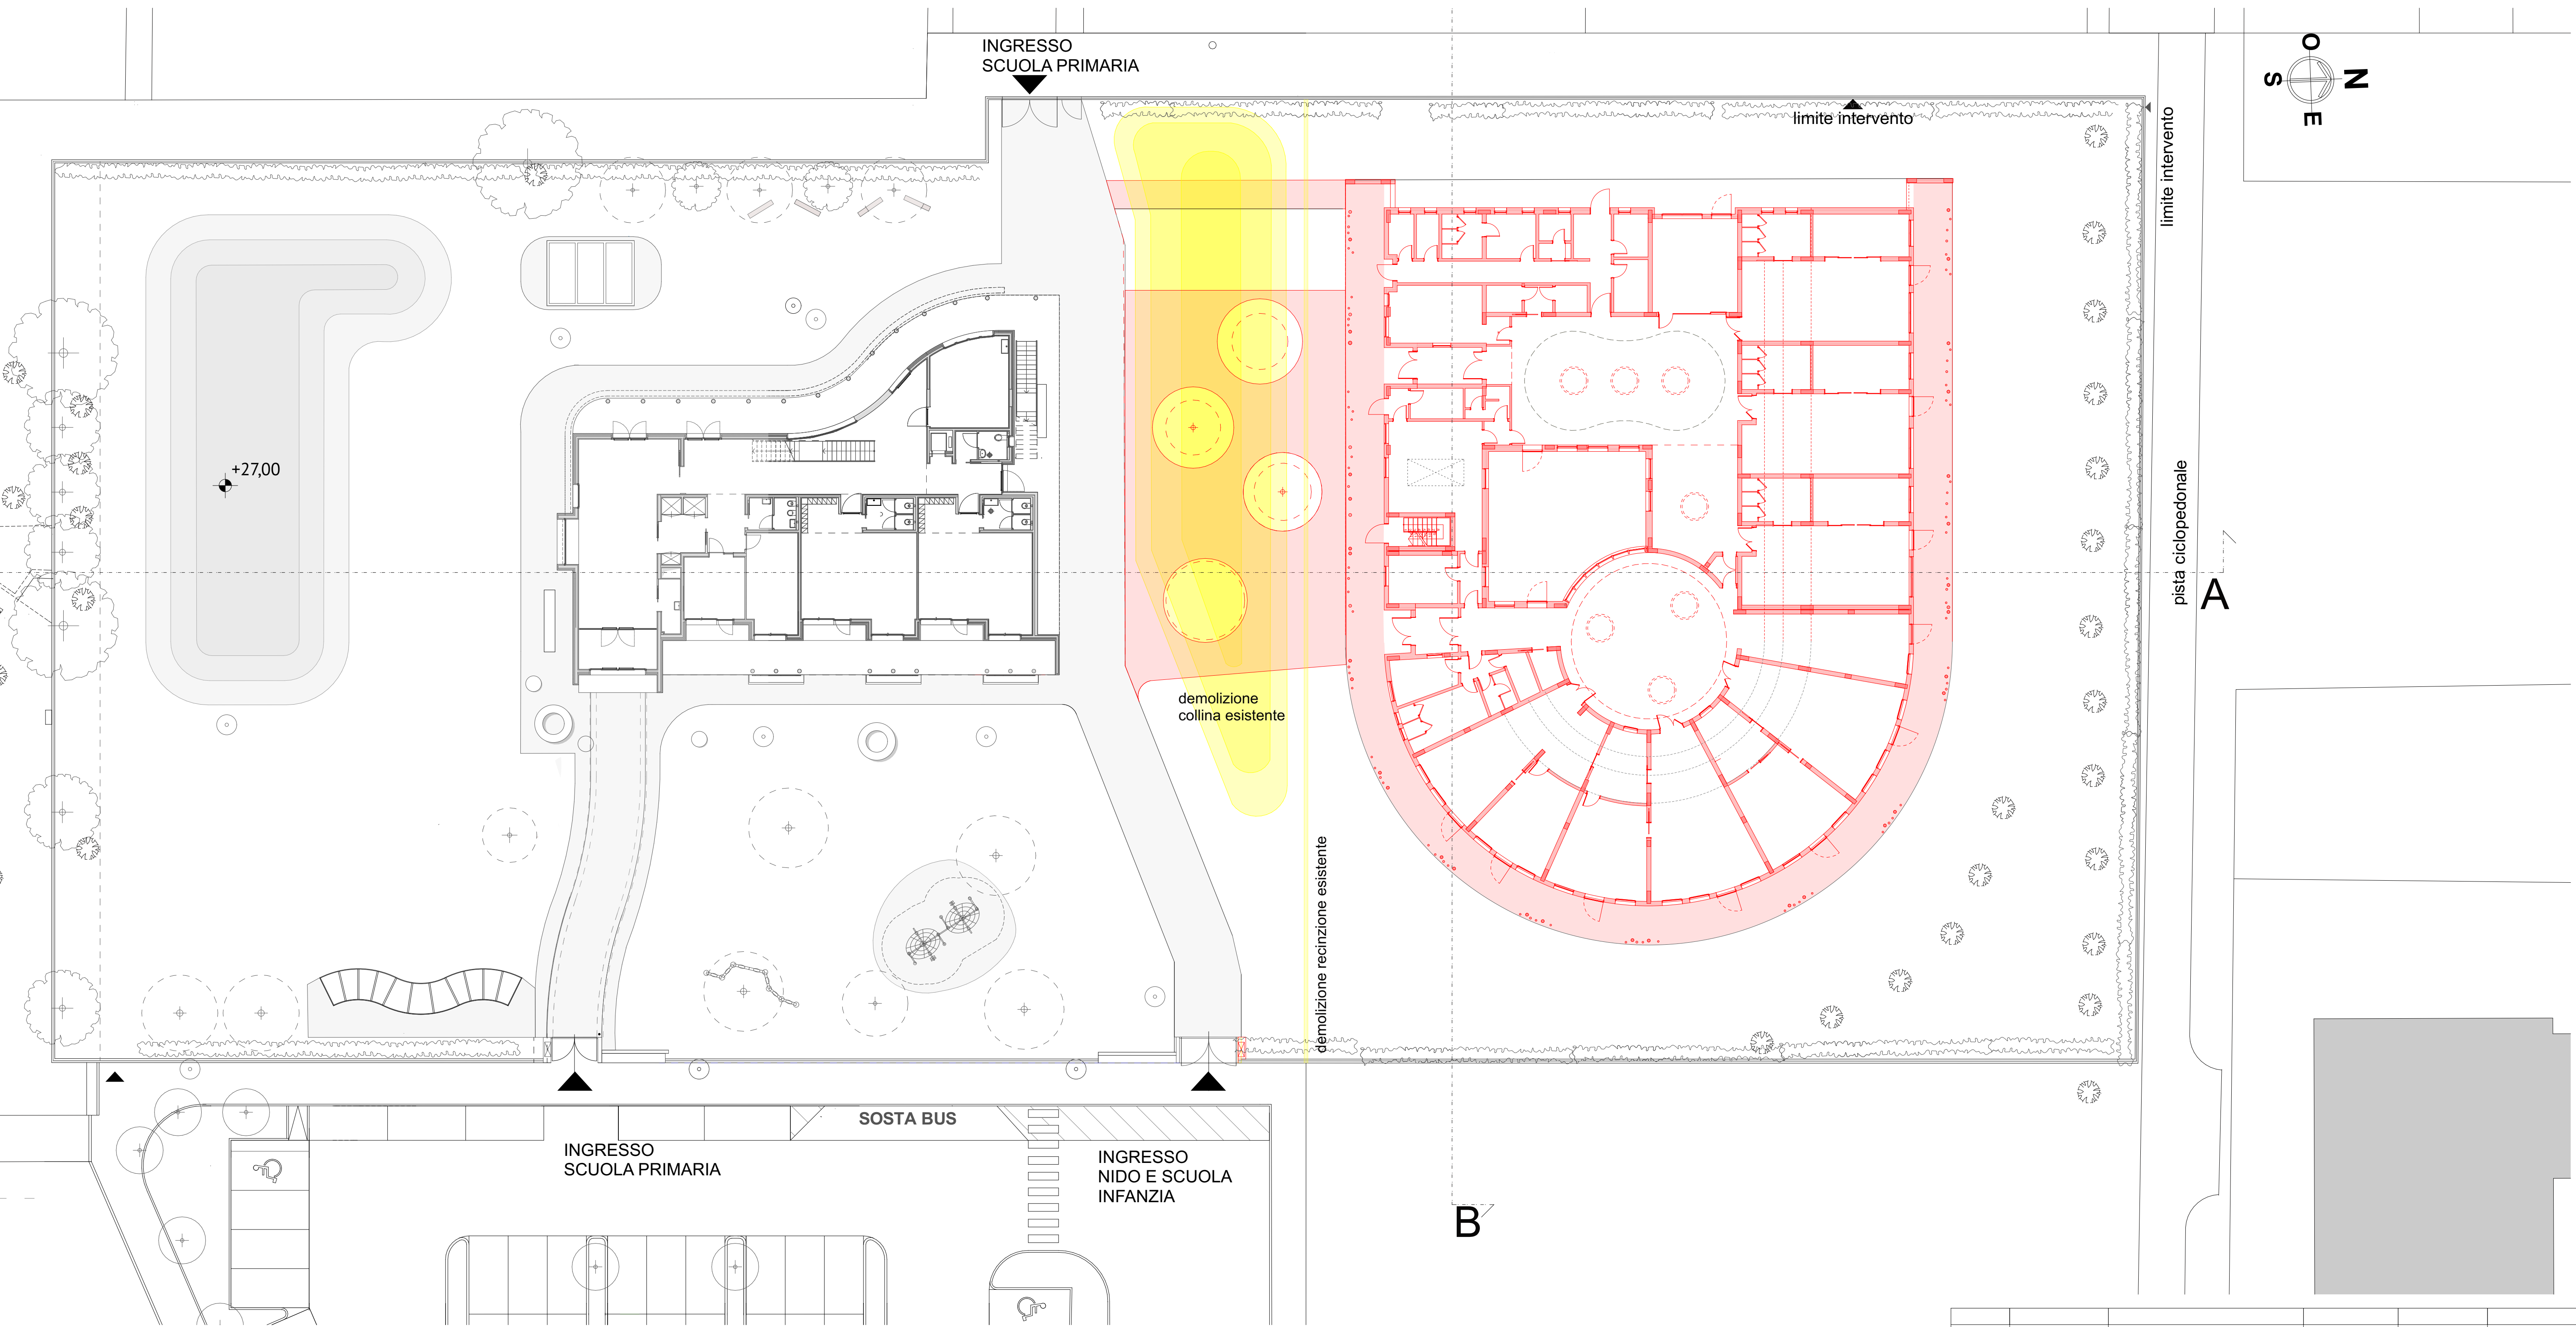 INGRESSO
SCUOLA PRIMARIA
limite intervento
O
S
N
E
limite intervento
+27,00
pista ciclopedonale
A
demolizione
collina esistente
demolizione recinzione esistente
SOSTA BUS
INGRESSO
SCUOLA PRIMARIA
INGRESSO
NIDO E SCUOLA
INFANZIA
B